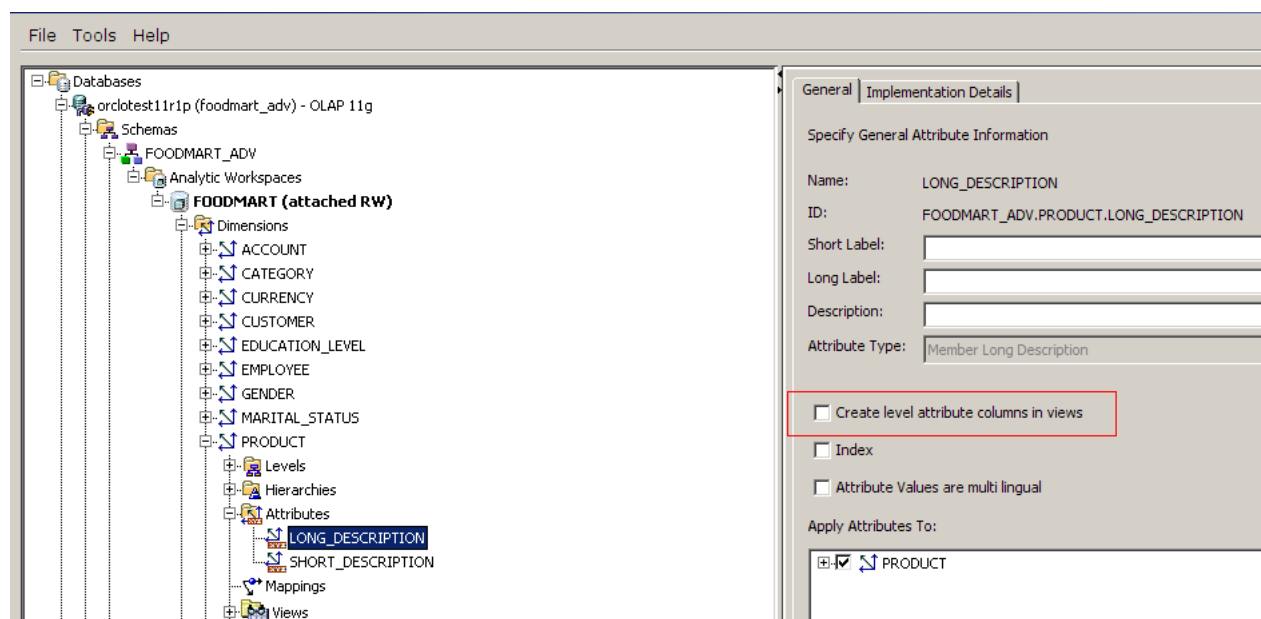 File Tools Help
Databases
orclotest11r1p (foodmart_adv) - OLAP 11g
Schemas
FOODMART_ADV
Analytic Workspaces
FOODMART (attached RW)
Dimensions
ACCOUNT
CATEGORY
CURRENCY
CUSTOMER
EDUCATION_LEVEL
EMPLOYEE
GENDER
MARITAL_STATUS
PRODUCT
Levels
Hierarchies
Attributes
LONG_DESCRIPTION
SHORT_DESCRIPTION
Mappings
Views
General Implementation Details
Specify General Attribute Information
Name: LONG_DESCRIPTION
ID: FOODMART_ADV.PRODUCT.LONG_DESCRIPTION
Short Label:
Long Label:
Description:
Attribute Type: Member Long Description
Create level attribute columns in views
Index
Attribute Values are multi lingual
Apply Attributes To:
PRODUCT